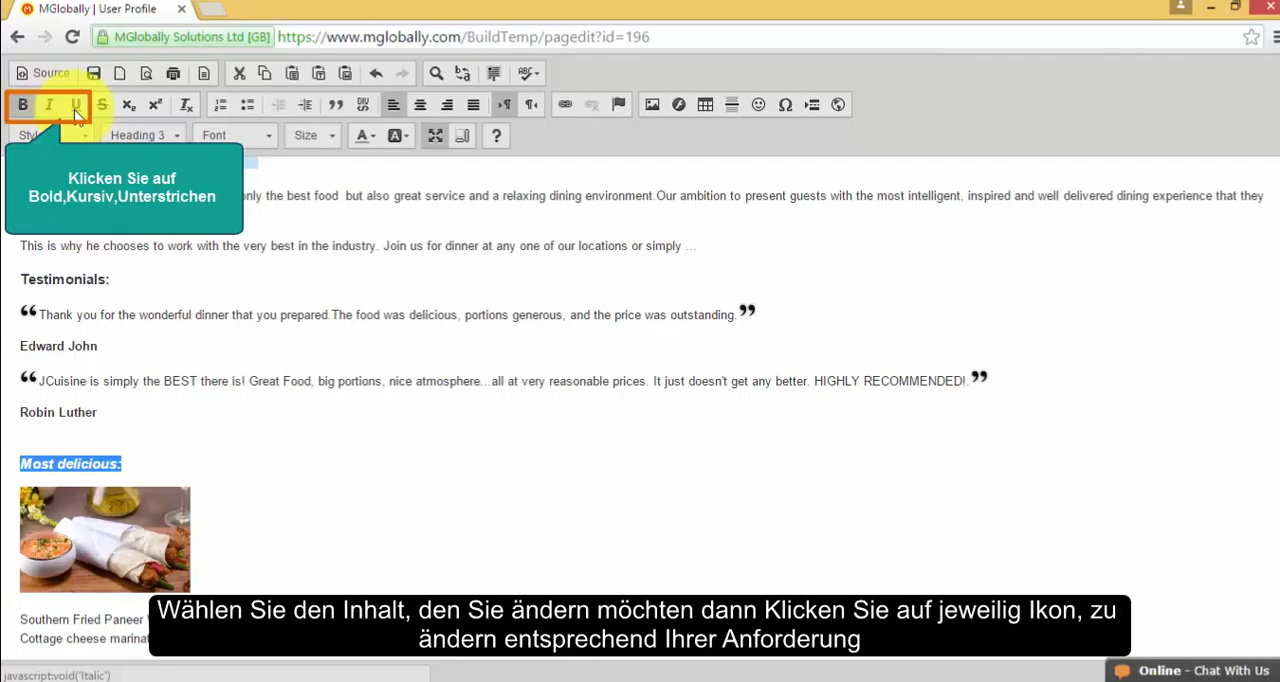 MGlobally | User Profile
MGlobally Solutions Ltd [GB] https://www.mglobally.com/BuildTemp/pagedit?id=196
Source
B I U S x₂ x² Tx
Heading 3 Font Size A A ?
Klicken Sie auf
Bold,Kursiv,Unterstrichen
only the best food but also great service and a relaxing dining environment.Our ambition to present guests with the most intelligent, inspired and well delivered dining experience that they
This is why he chooses to work with the very best in the industry. Join us for dinner at any one of our locations or simply ...
Testimonials:
“Thank you for the wonderful dinner that you prepared.The food was delicious, portions generous, and the price was outstanding.”
Edward John
“JCuisine is simply the BEST there is! Great Food, big portions, nice atmosphere...all at very reasonable prices. It just doesn't get any better. HIGHLY RECOMMENDED!.”
Robin Luther
Most delicious:
Southern Fried Paneer
Cottage cheese
Wählen Sie den Inhalt, den Sie ändern möchten dann Klicken Sie auf jeweilig Ikon, zu
ändern entsprechend Ihrer Anforderung
javascript:void('Italic')
Online - Chat With Us